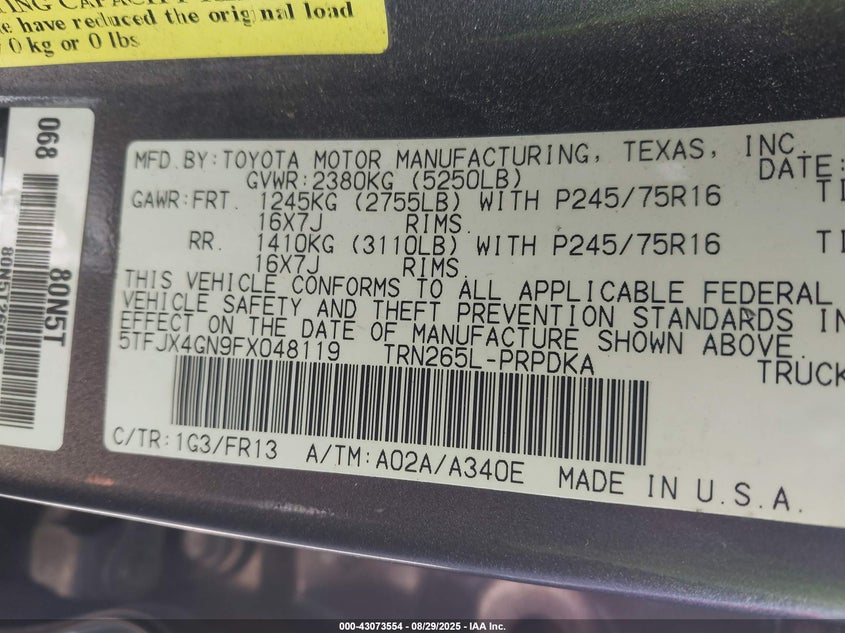 have reduced the original load
0 kg or 0 lbs
068
80N5T
MFD.BY:TOYOTA MOTOR MANUFACTURING, TEXAS, INC.
DATE:
GVWR:2380KG (5250LB)
GAWR:FRT. 1245KG (2755LB) WITH P245/75R16
16X7J RIMS.
RR. 1410KG (3110LB) WITH P245/75R16
16X7J RIMS.
THIS VEHICLE CONFORMS TO ALL APPLICABLE FEDERAL
VEHICLE SAFETY AND THEFT PREVENTION STANDARDS IN
EFFECT ON THE DATE OF MANUFACTURE SHOWN ABOVE.
5TFJX4GN9FX048119 TRN265L-PRPDKA
TRUCK
C/TR:1G3/FR13 A/TM:A02A/A340E MADE IN U.S.A.
000-43073554 / 08/29/2025 - IAA Inc.